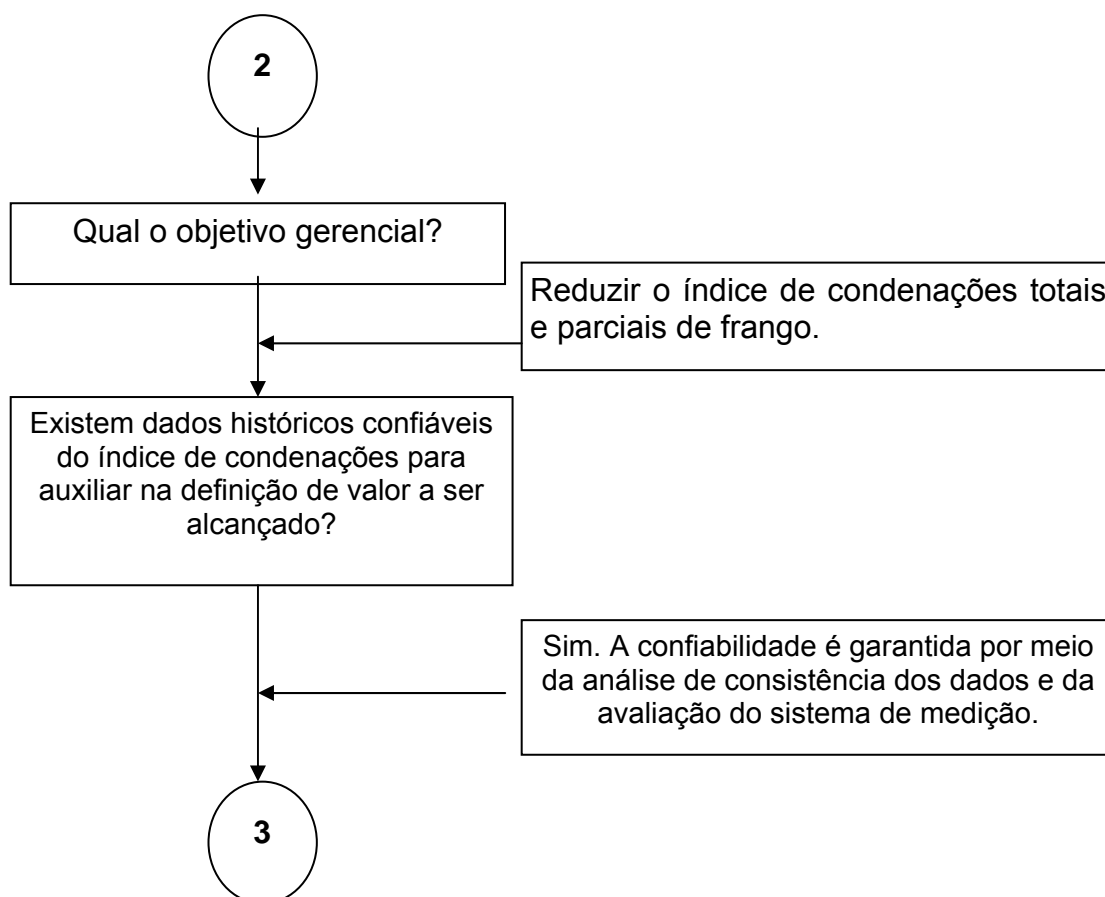 2
Qual o objetivo gerencial?
Reduzir o índice de condenações totais
e parciais de frango.
Existem dados históricos confiáveis
do índice de condenações para
auxiliar na definição de valor a ser
alcançado?
Sim. A confiabilidade é garantida por meio
da análise de consistência dos dados e da
avaliação do sistema de medição.
3